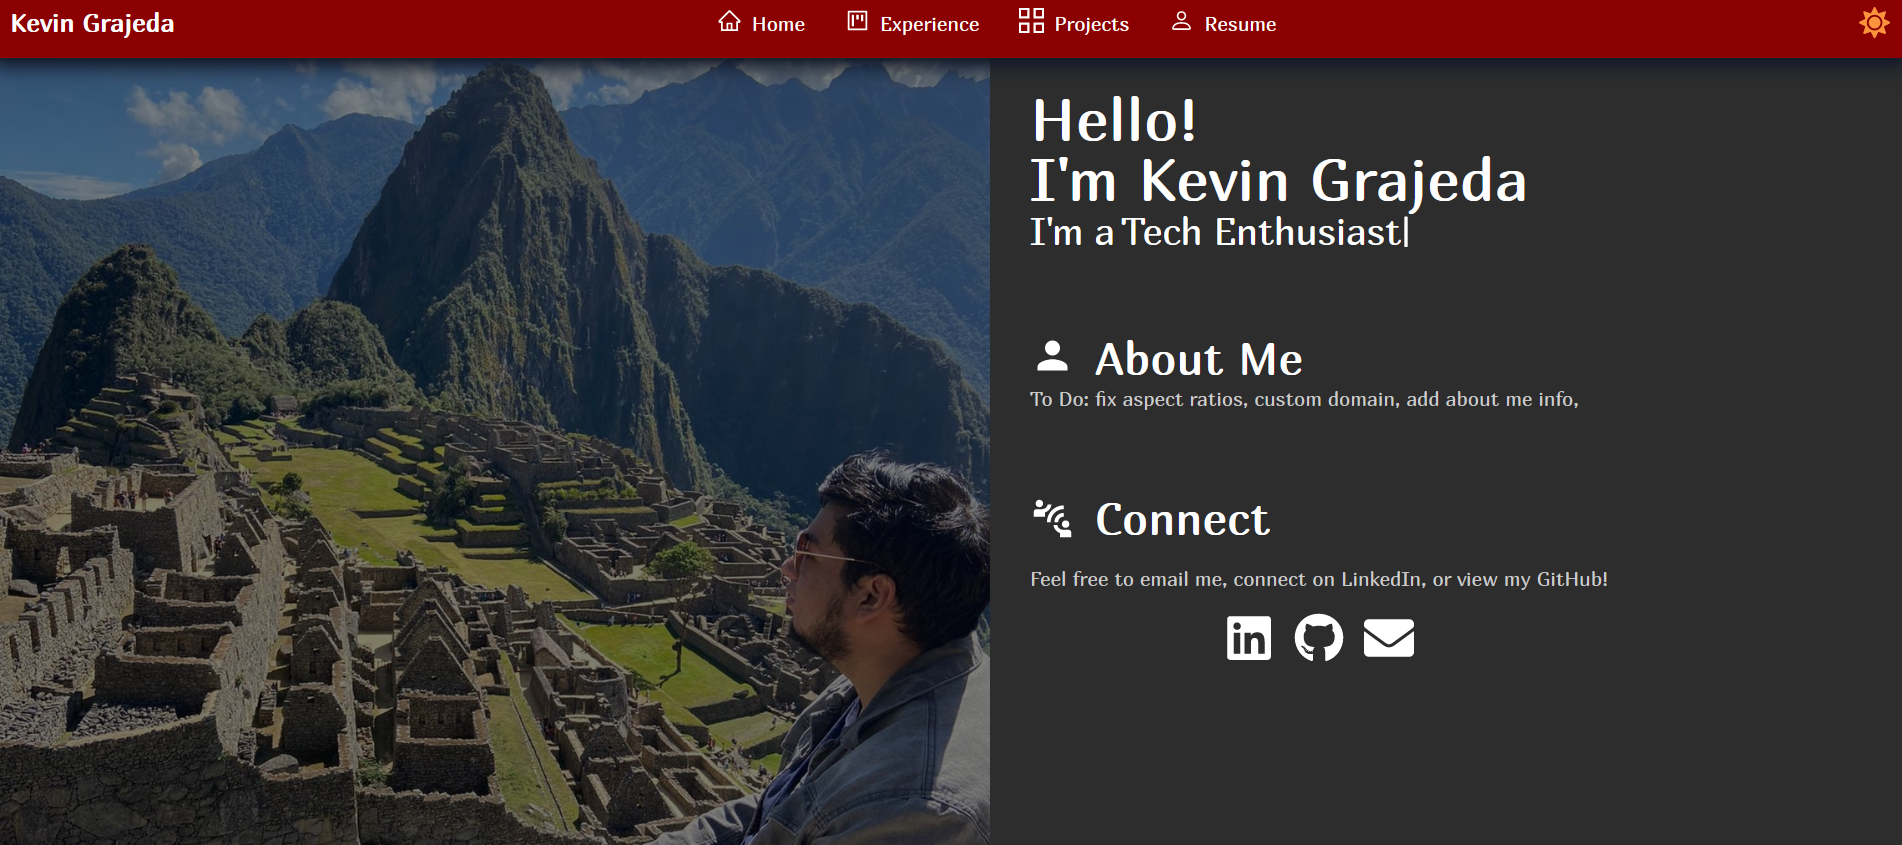 Kevin Grajeda
Home
Experience
Projects
Resume
Hello!
I'm Kevin Grajeda
I'm a Tech Enthusiast|
About Me
To Do: fix aspect ratios, custom domain, add about me info,
Connect
Feel free to email me, connect on LinkedIn, or view my GitHub!
in